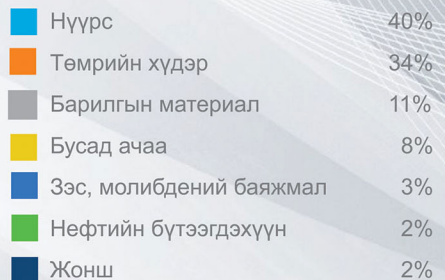 Нүүрс 40%
Төмрийн хүдэр 34%
Барилгын материал 11%
Бусад ачаа 8%
Зэс, молибдений баяжмал 3%
Нефтийн бүтээгдэхүүн 2%
Жонш 2%